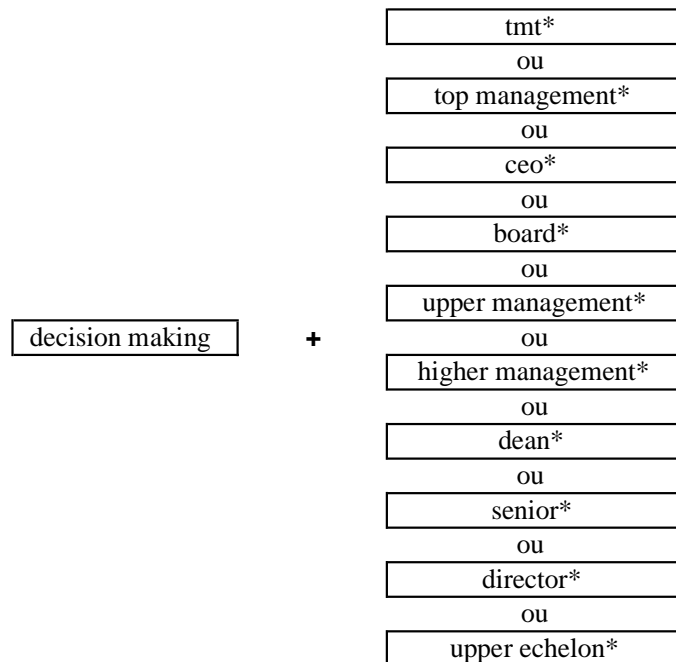 tmt*
ou
top management*
ou
ceo*
ou
board*
ou
upper management*
decision making + ou
higher management*
ou
dean*
ou
senior*
ou
director*
ou
upper echelon*